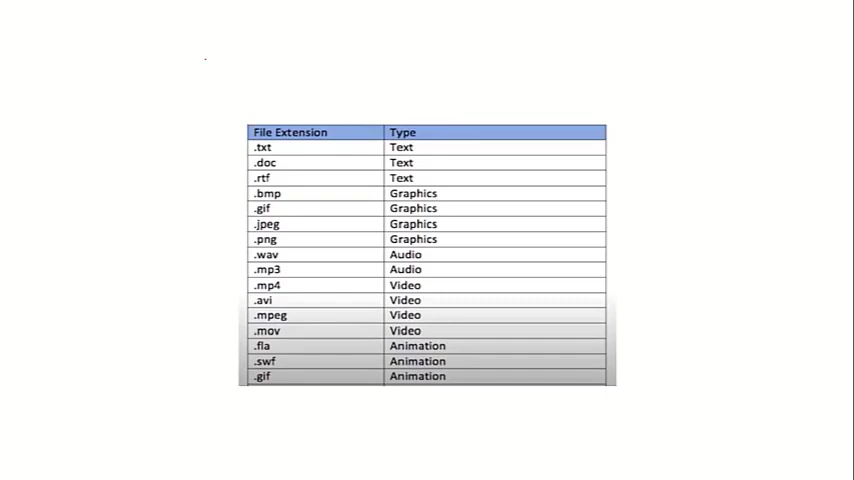 File Extension Type
.txt Text
.doc Text
.rtf Text
.bmp Graphics
.gif Graphics
.jpeg Graphics
.png Graphics
.wav Audio
.mp3 Audio
.mp4 Video
.avi Video
.mpeg Video
.mov Video
.fla Animation
.swf Animation
.gif Animation